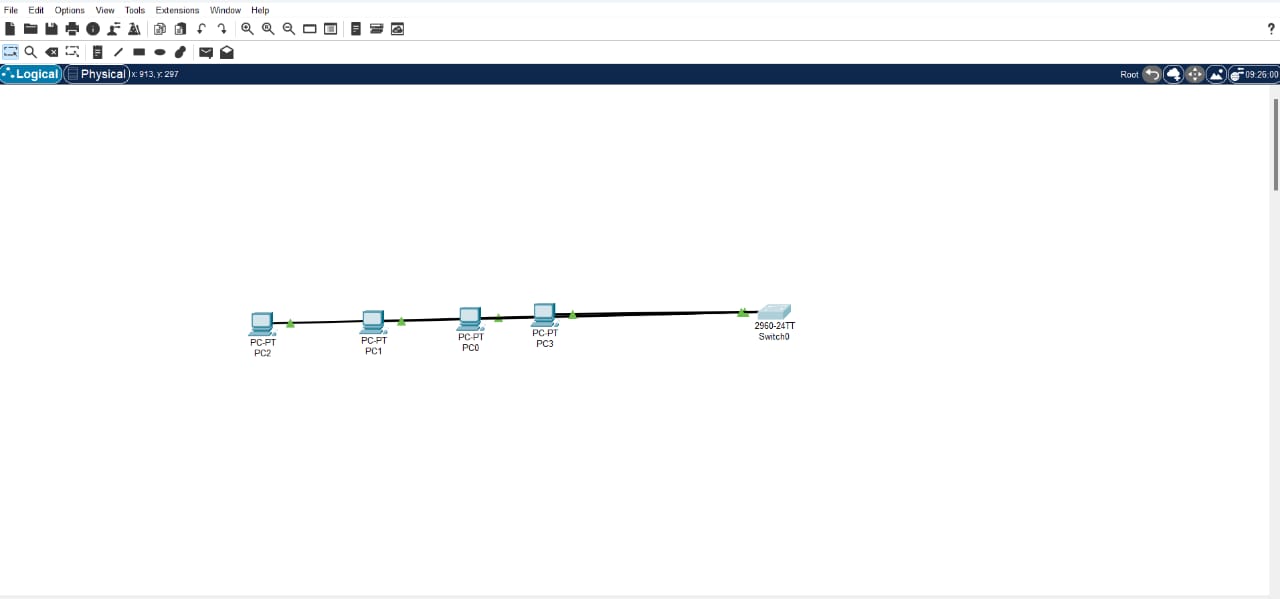 File Edit Options View Tools Extensions Window Help
?
Logical Physical x: 913, y: 297 Root 09:26:00
PC-PT
PC2
PC-PT
PC1
PC-PT
PC0
PC-PT
PC3
2960-24TT
Switch0